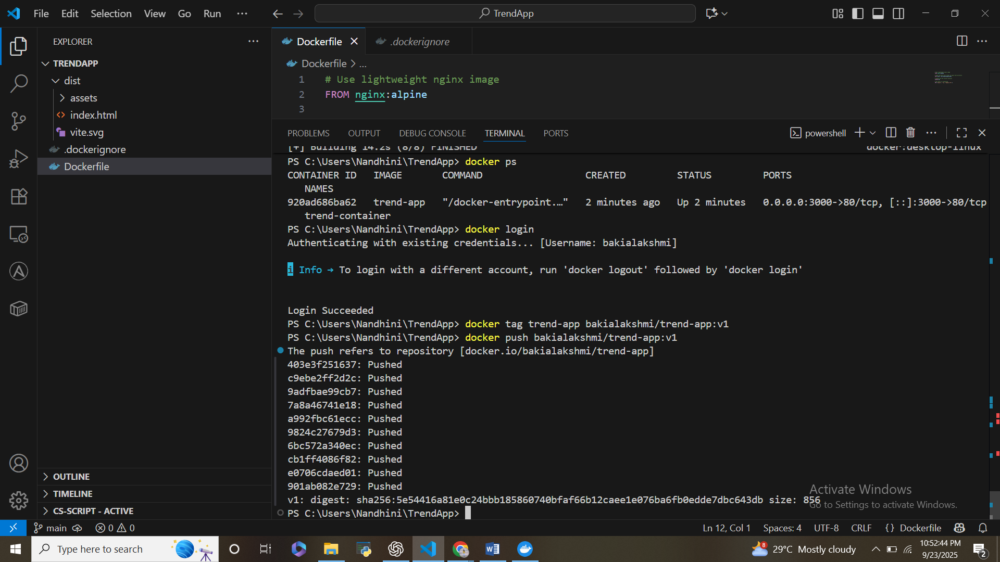 File Edit Selection View Go Run ··· TrendApp
EXPLORER
TRENDAPP
dist
assets
index.html
vite.svg
.dockerignore
Dockerfile
OUTLINE
TIMELINE
CS-SCRIPT - ACTIVE
Dockerfile .dockerignore
Dockerfile > ...
1 # Use lightweight nginx image
2 FROM nginx:alpine
3
PROBLEMS OUTPUT DEBUG CONSOLE TERMINAL PORTS powershell
[+] Building 14.2s (8/8) FINISHED docker:desktop-linux
PS C:\Users\Nandhini\TrendApp> docker ps
CONTAINER ID IMAGE COMMAND CREATED STATUS PORTS
NAMES
920ad686ba62 trend-app "/docker-entrypoint.…" 2 minutes ago Up 2 minutes 0.0.0.0:3000->80/tcp, [::]:3000->80/tcp
trend-container
PS C:\Users\Nandhini\TrendApp> docker login
Authenticating with existing credentials... [Username: bakialakshmi]
i Info → To login with a different account, run 'docker logout' followed by 'docker login'
Login Succeeded
PS C:\Users\Nandhini\TrendApp> docker tag trend-app bakialakshmi/trend-app:v1
PS C:\Users\Nandhini\TrendApp> docker push bakialakshmi/trend-app:v1
The push refers to repository [docker.io/bakialakshmi/trend-app]
403e3f251637: Pushed
c9ebe2ff2d2c: Pushed
9adfbae99cb7: Pushed
7a8a46741e18: Pushed
a992fbc61ecc: Pushed
9824c27679d3: Pushed
6bc572a340ec: Pushed
cb1ff4086f82: Pushed
e0706cdaed01: Pushed
901ab082e729: Pushed
v1: digest: sha256:5e54416a81e0c24bbb185860740bfaf66b12caee1e076ba6fb0edde7dbc643db size: 856
PS C:\Users\Nandhini\TrendApp>
Activate Windows
Go to Settings to activate Windows.
main 0 0 Ln 12, Col 1 Spaces: 4 UTF-8 CRLF {} Dockerfile
Type here to search 8 29°C Mostly cloudy 10:52:44 PM
9/23/2025 2